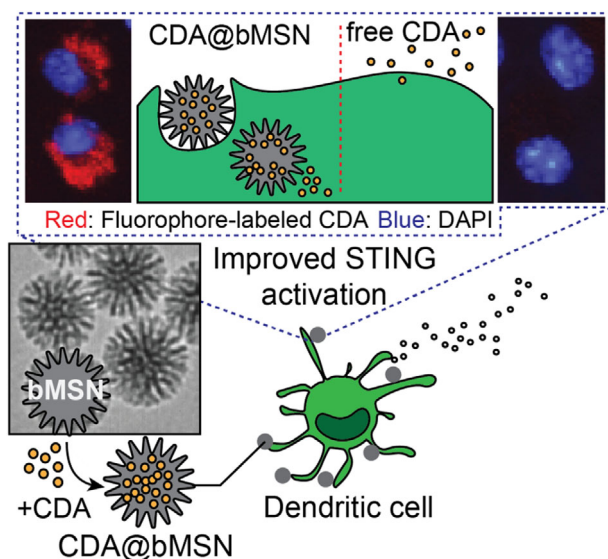 CDA@bMSN free CDA
Red: Fluorophore-labeled CDA Blue: DAPI
Improved STING
activation
bMSN
+CDA
CDA@bMSN
Dendritic cell